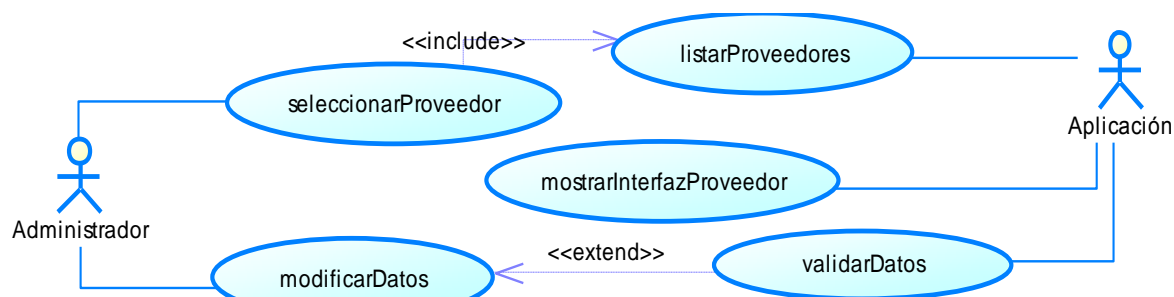 <<include>>
listarProveedores
seleccionarProveedor
Aplicación
mostrarInterfazProveedor
Administrador
<<extend>>
validarDatos
modificarDatos